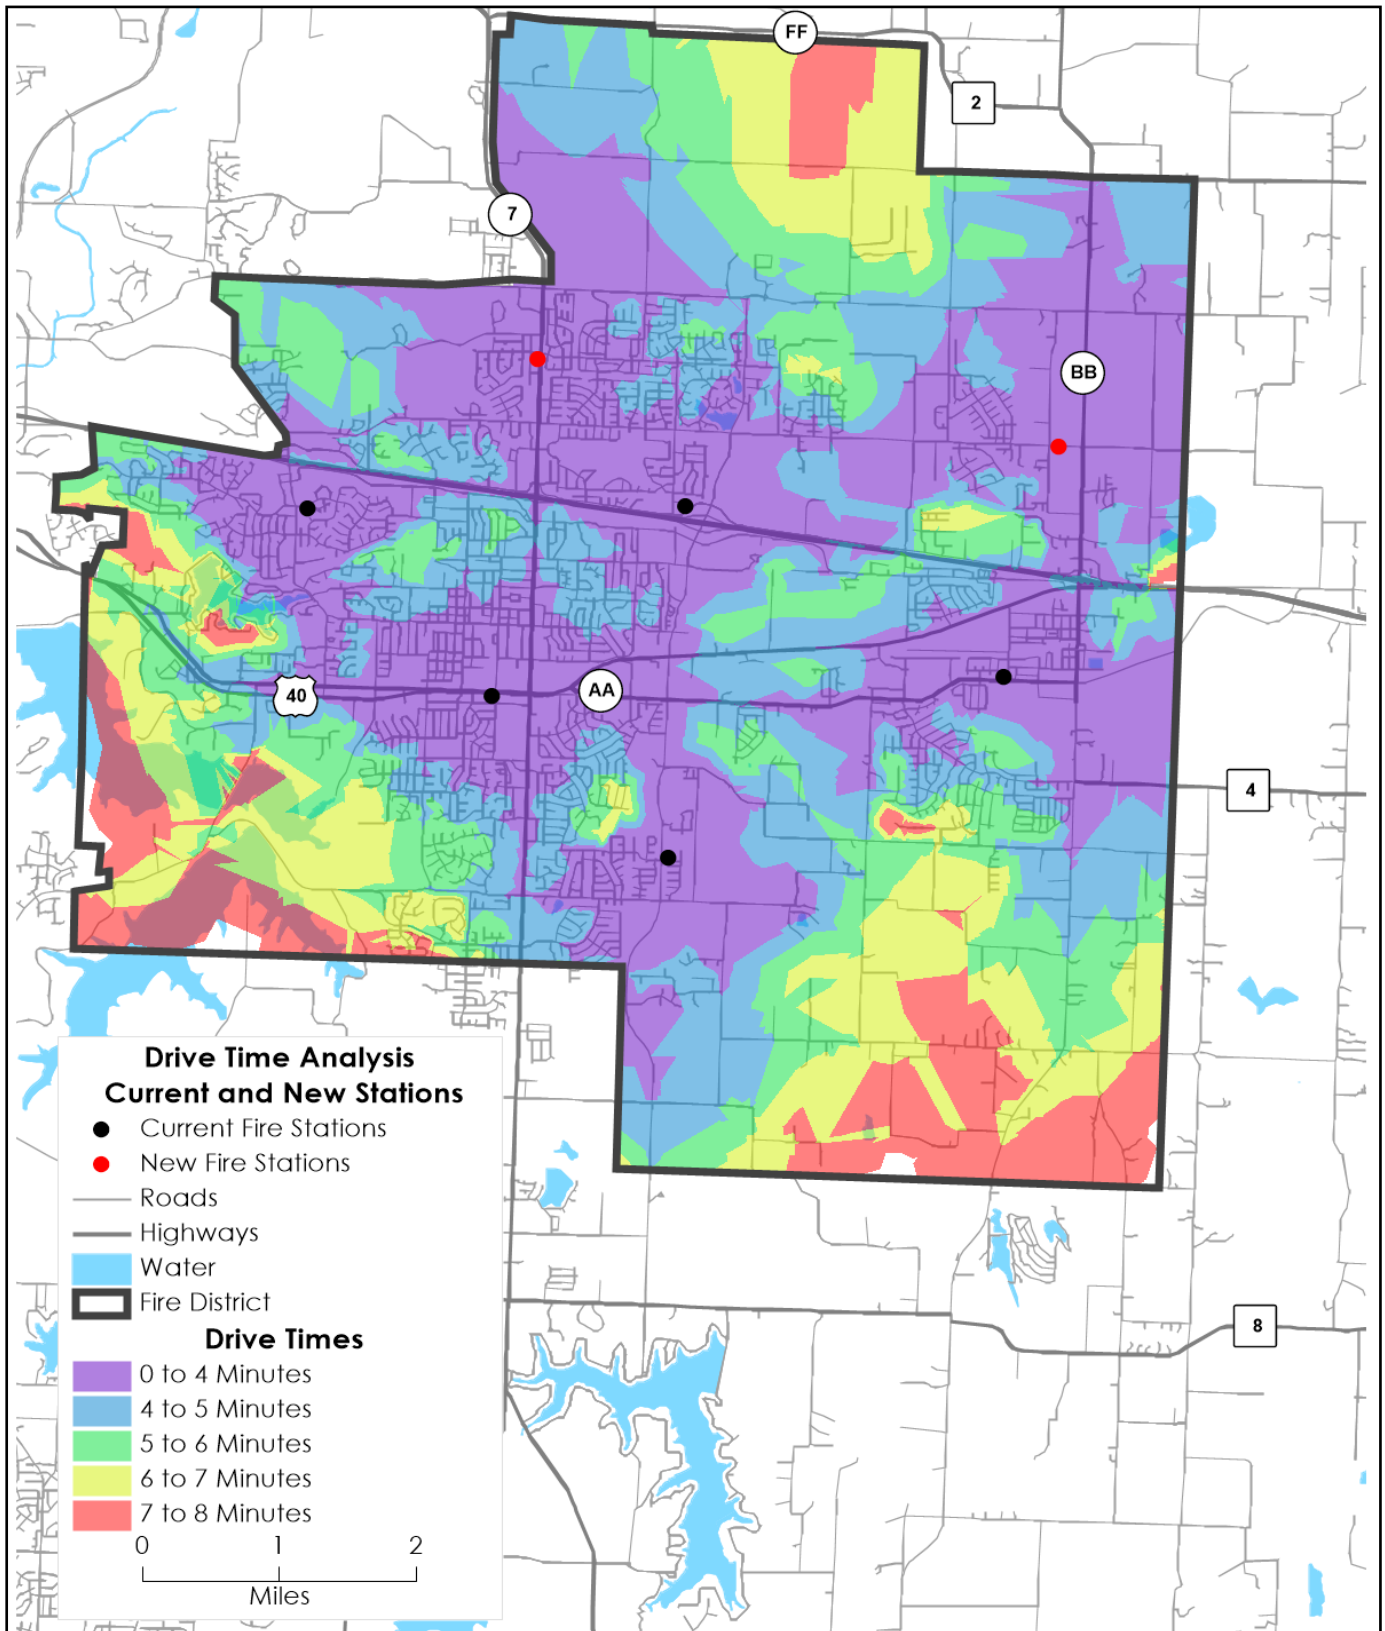 FF
2
7
BB
40
AA
4
Drive Time Analysis
Current and New Stations
Current Fire Stations
New Fire Stations
Roads
Highways
Water
Fire District
Drive Times
0 to 4 Minutes
4 to 5 Minutes
5 to 6 Minutes
6 to 7 Minutes
7 to 8 Minutes
0 1 2
Miles
8